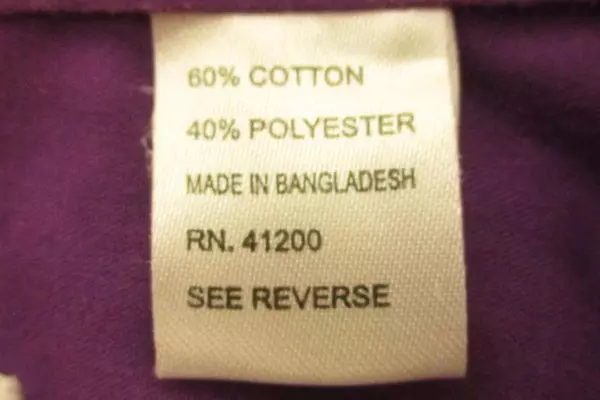 60% COTTON
40% POLYESTER
MADE IN BANGLADESH
RN. 41200
SEE REVERSE